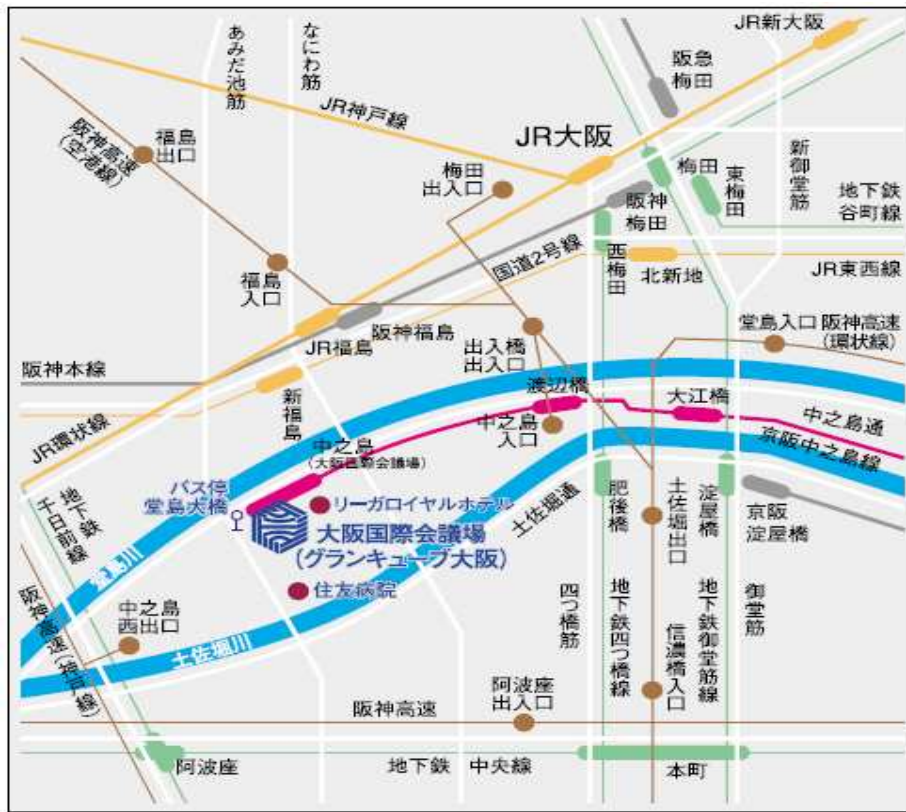 JR新大阪
あみだ池筋
なにわ筋
阪急
梅田
JR神戸線
JR大阪
阪神高速
(空港線)
福島
出口
梅田
出入口
梅田
東梅田
新御堂筋
地下鉄
谷町線
阪神
梅田
国道2号線
西梅田
北新地
JR東西線
福島
入口
阪神福島
JR福島
出入橋
出入口
堂島入口
阪神高速
(環状線)
阪神本線
新福島
渡辺橋
大江橋
中之島
入口
中之島通
京阪中之島線
JR環状線
中之島
(大阪国際会議場)
バス停
堂島大橋
リーガロイヤルホテル
土佐堀通
肥後橋
土佐堀出口
淀屋橋
京阪
淀屋橋
地下鉄
千日前線
大阪国際会議場
(グランキューブ大阪)
堂島川
住友病院
中之島
西出口
阪神高速(神戸線)
土佐堀川
四つ橋筋
地下鉄四つ橋線
信濃橋入口
地下鉄御堂筋線
御堂筋
阿波座
出入口
阪神高速
阿波座
地下鉄 中央線
本町